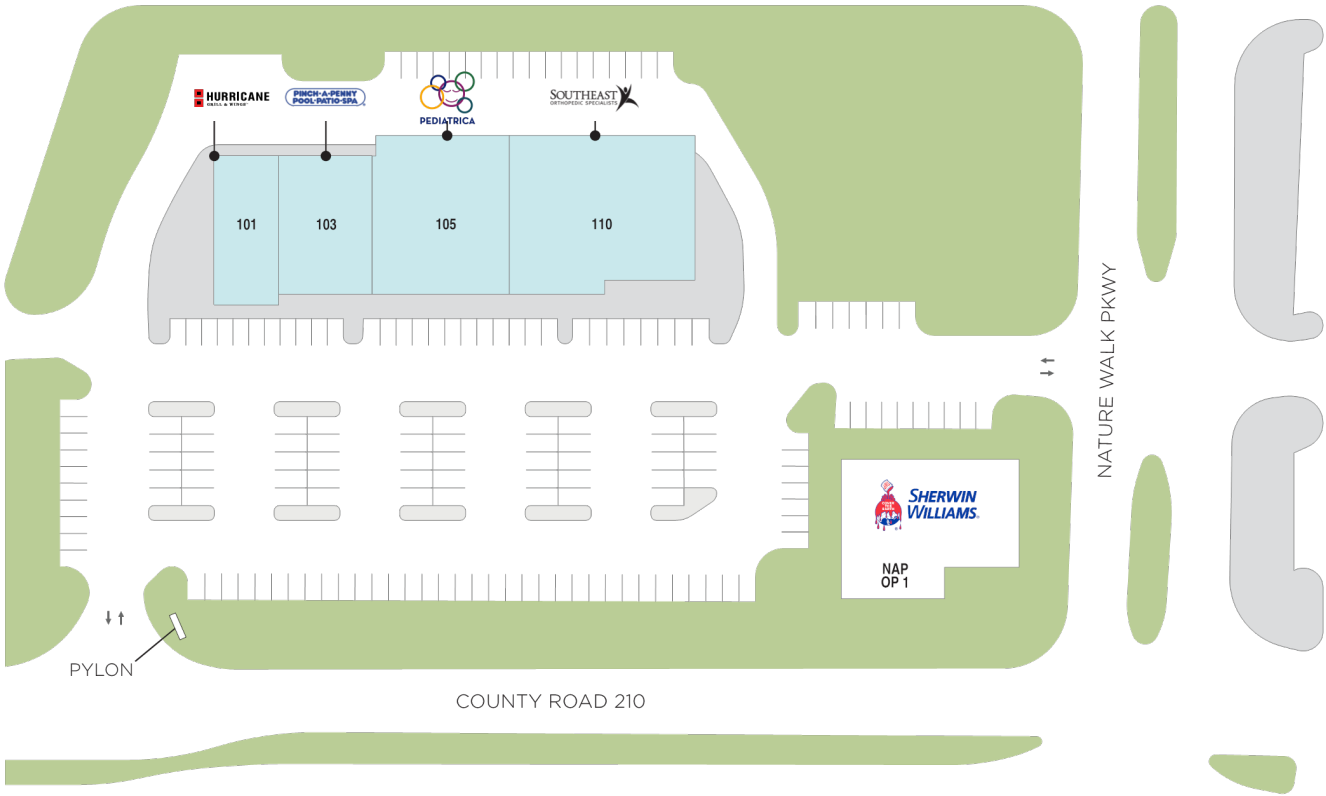 HURRICANE
GRILL & WINGS
PINCH-A-PENNY
POOL·PATIO·SPA
PEDIATRICA
SOUTHEAST
ORTHOPEDIC SPECIALISTS
101
103
105
110
NATURE WALK PKWY
SHERWIN
WILLIAMS.
NAP
OP 1
PYLON
COUNTY ROAD 210